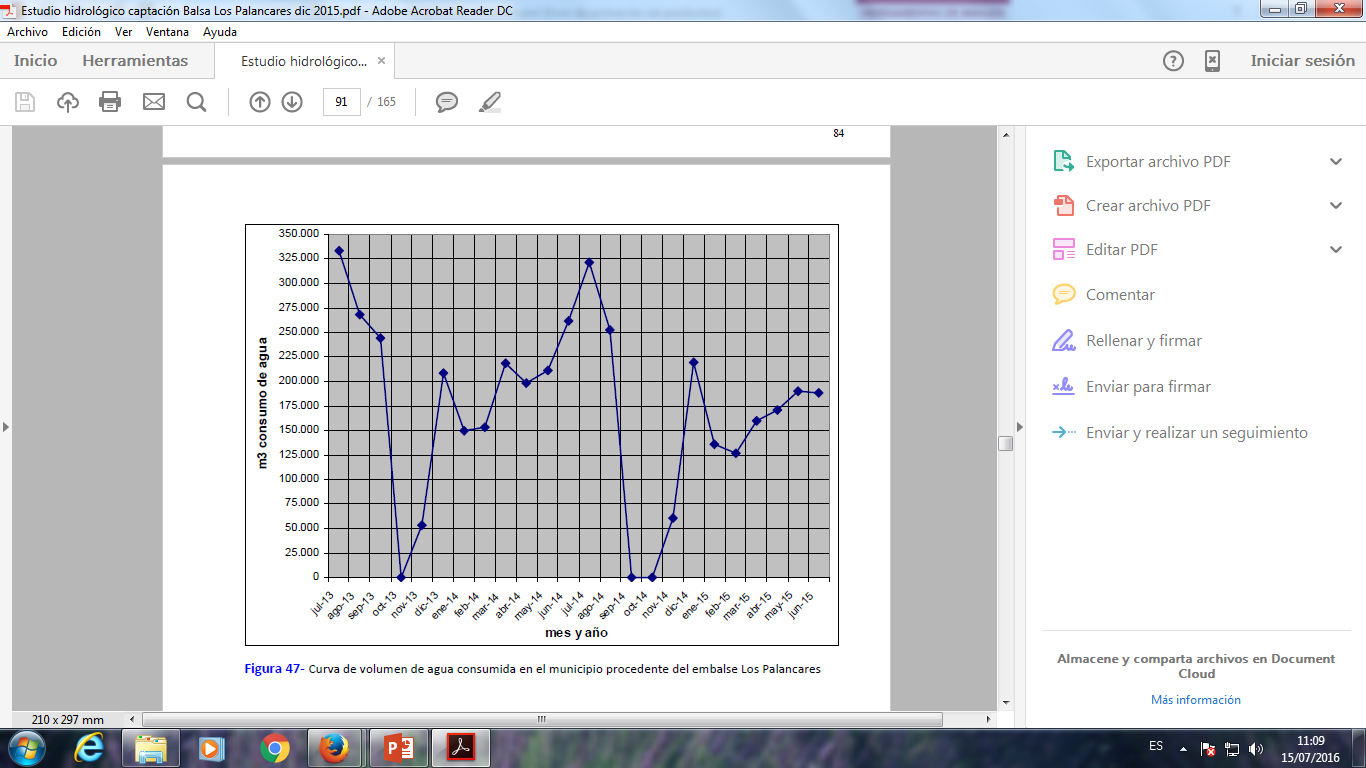 Estudio hidrológico captación Balsa Los Palancares dic 2015.pdf - Adobe Acrobat Reader DC
Archivo Edición Ver Ventana Ayuda
Inicio Herramientas Estudio hidrológico... × Iniciar sesión
91 / 165
84
350.000
325.000
300.000
275.000
250.000
225.000
200.000
175.000
150.000
125.000
100.000
75.000
50.000
25.000
0
m3 consumo de agua
jul-13 ago-13 sep-13 oct-13 nov-13 dic-13 ene-14 feb-14 mar-14 abr-14 may-14 jun-14 jul-14 ago-14 sep-14 oct-14 nov-14 dic-14 ene-15 feb-15 mar-15 abr-15 may-15 jun-15
mes y año
Figura 47- Curva de volumen de agua consumida en el municipio procedente del embalse Los Palancares
Exportar archivo PDF
Crear archivo PDF
Editar PDF
Comentar
Rellenar y firmar
Enviar para firmar
Enviar y realizar un seguimiento
Almacene y comparta archivos en Document
Cloud
Más información
210 x 297 mm
ES
11:09
15/07/2016